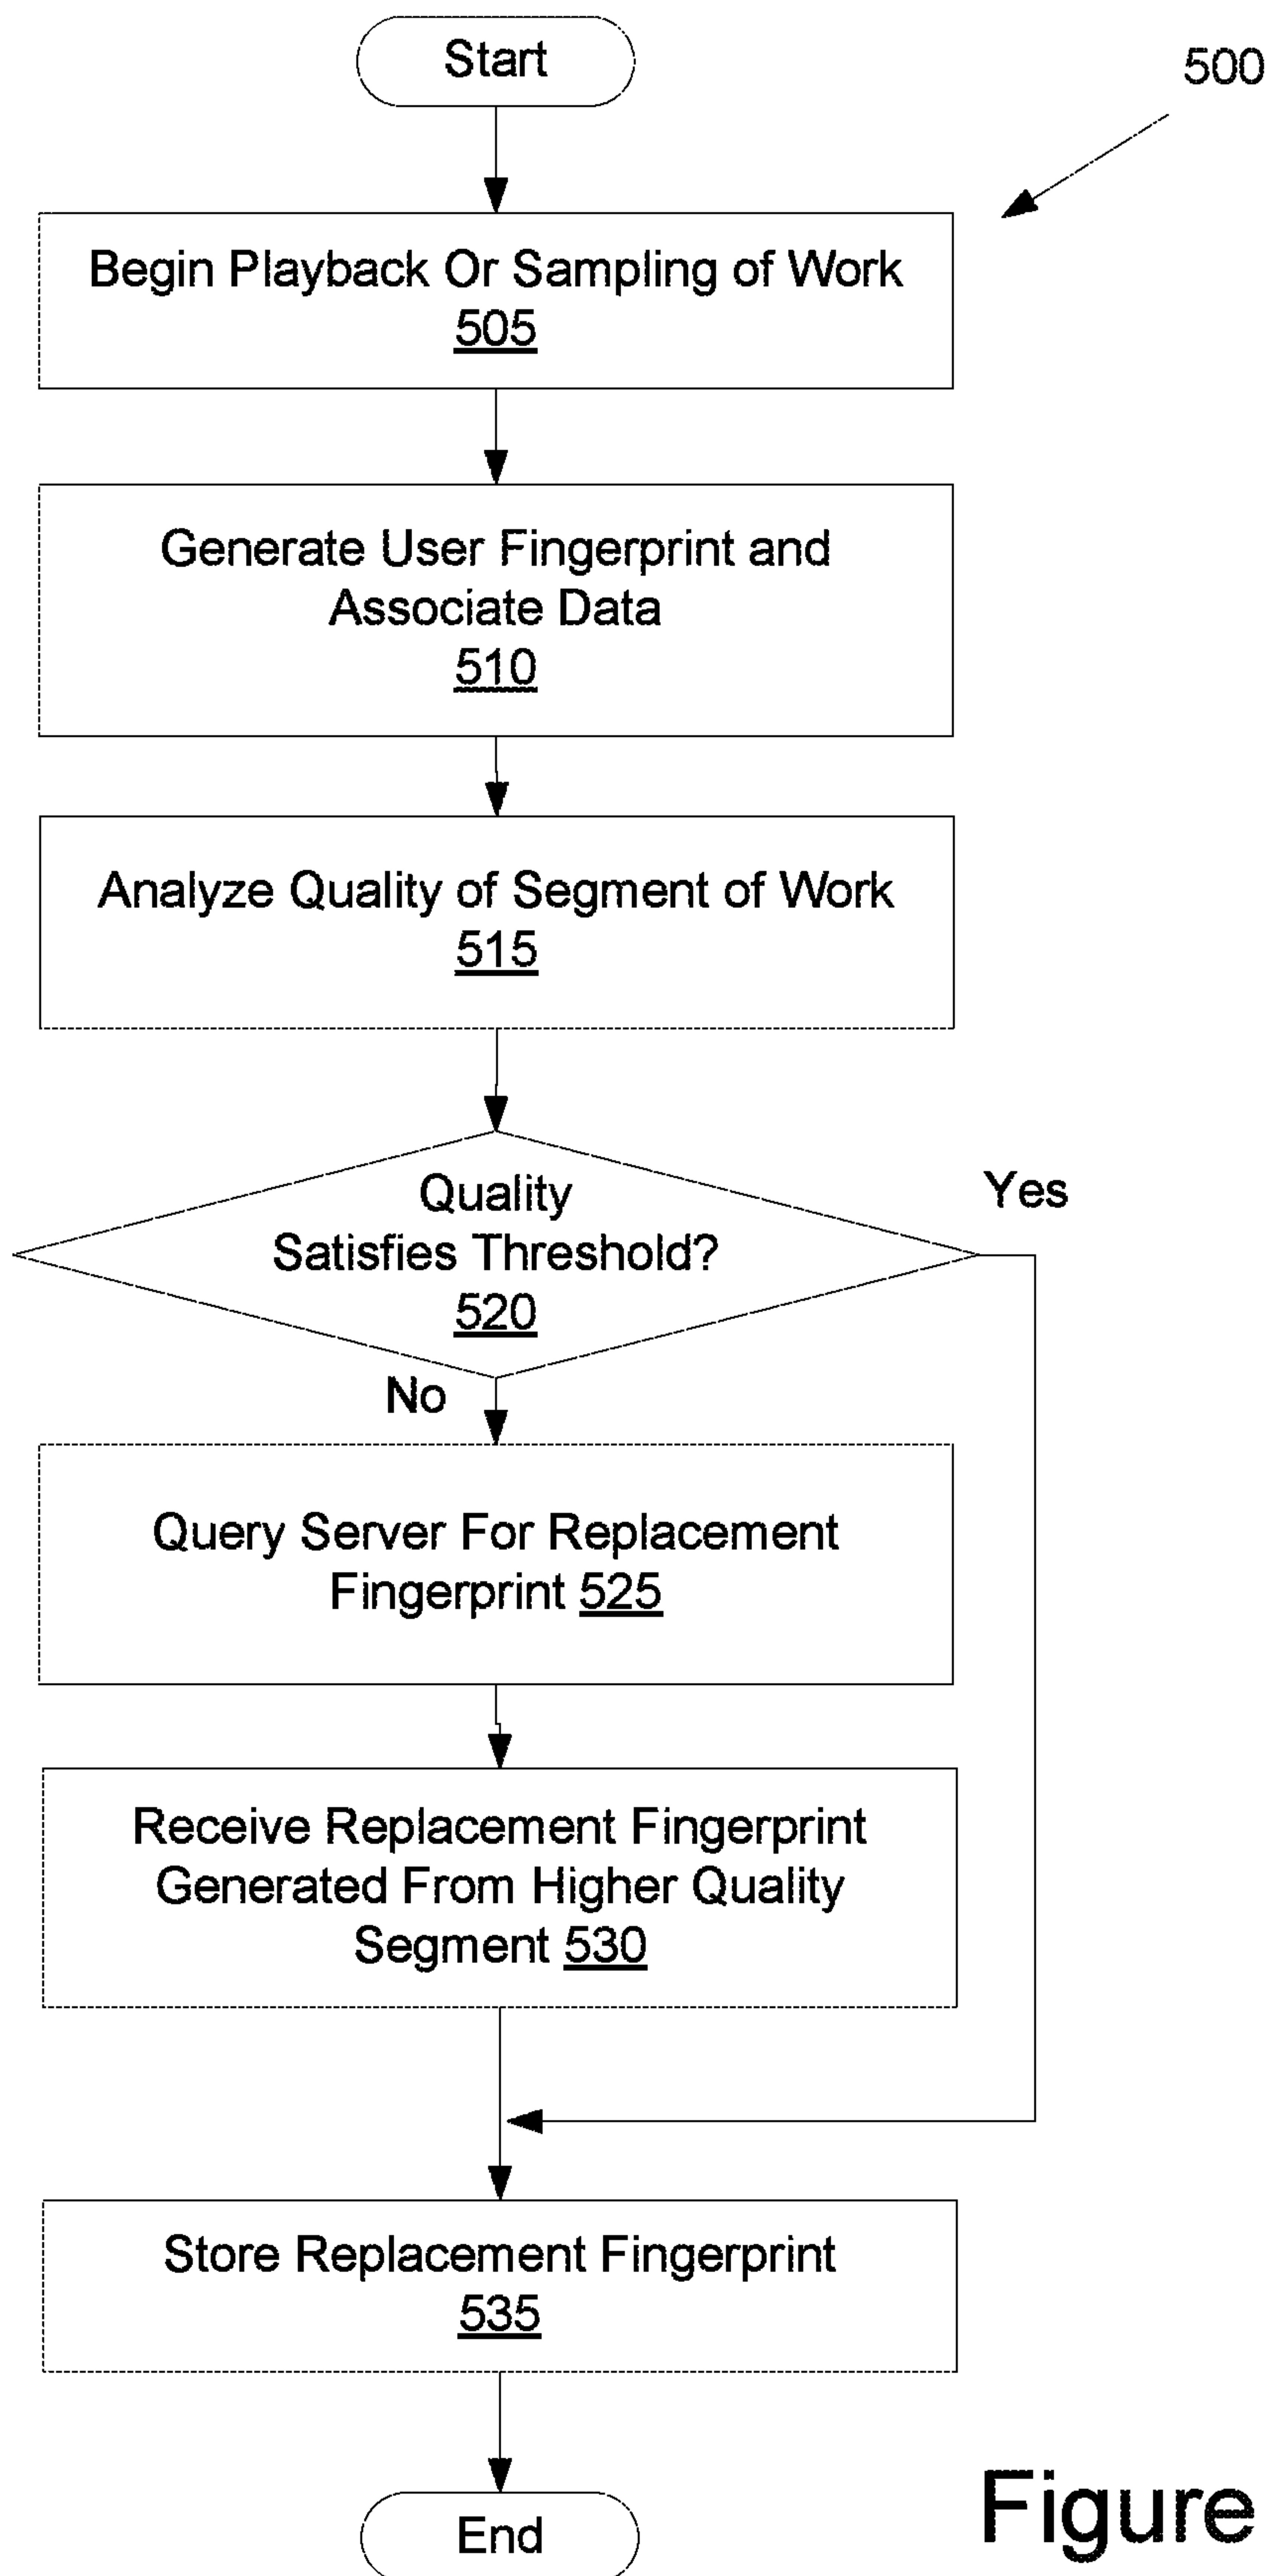 Start
500
Begin Playback Or Sampling of Work
505
Generate User Fingerprint and
Associate Data
510
Analyze Quality of Segment of Work
515
Quality
Satisfies Threshold?
520
Yes
No
Query Server For Replacement
Fingerprint 525
Receive Replacement Fingerprint
Generated From Higher Quality
Segment 530
Store Replacement Fingerprint
535
End
Figure